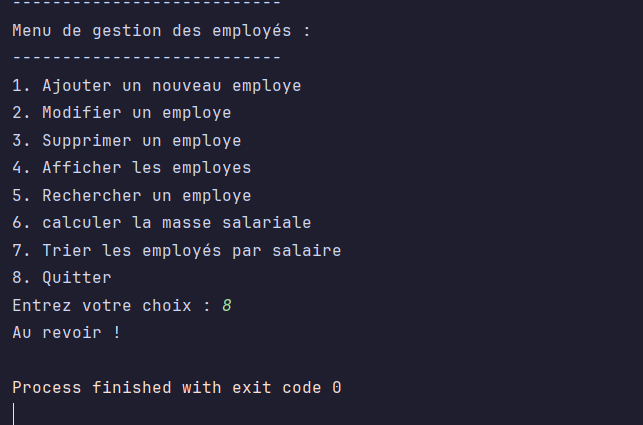 ---------------------------
Menu de gestion des employés :
---------------------------
1. Ajouter un nouveau employe
2. Modifier un employe
3. Supprimer un employe
4. Afficher les employes
5. Rechercher un employe
6. calculer la masse salariale
7. Trier les employés par salaire
8. Quitter
Entrez votre choix : 8
Au revoir !
Process finished with exit code 0